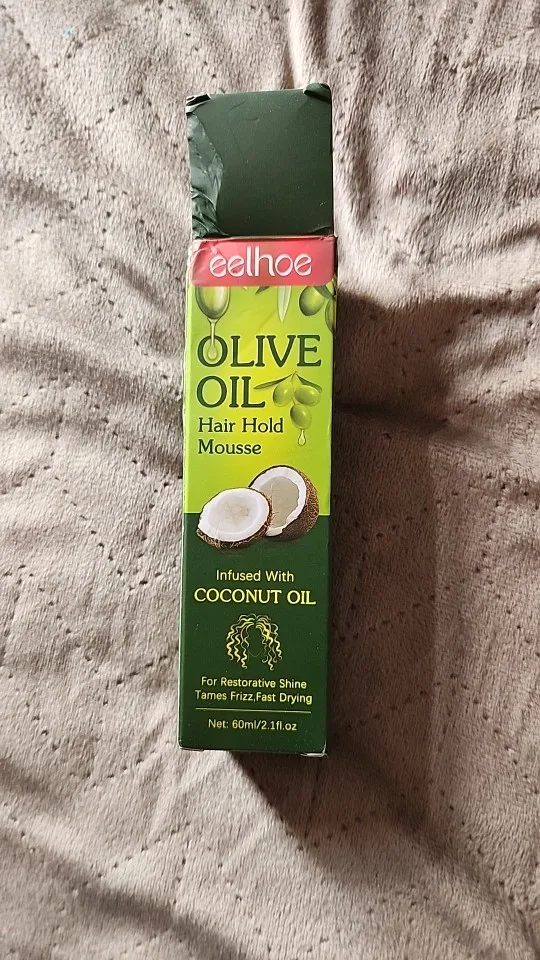 eelhoe
OLIVE
OIL
Hair Hold
Mousse
Infused With
COCONUT OIL
For Restorative Shine
Tames Frizz,Fast Drying
Net: 60ml/2.1fl.oz